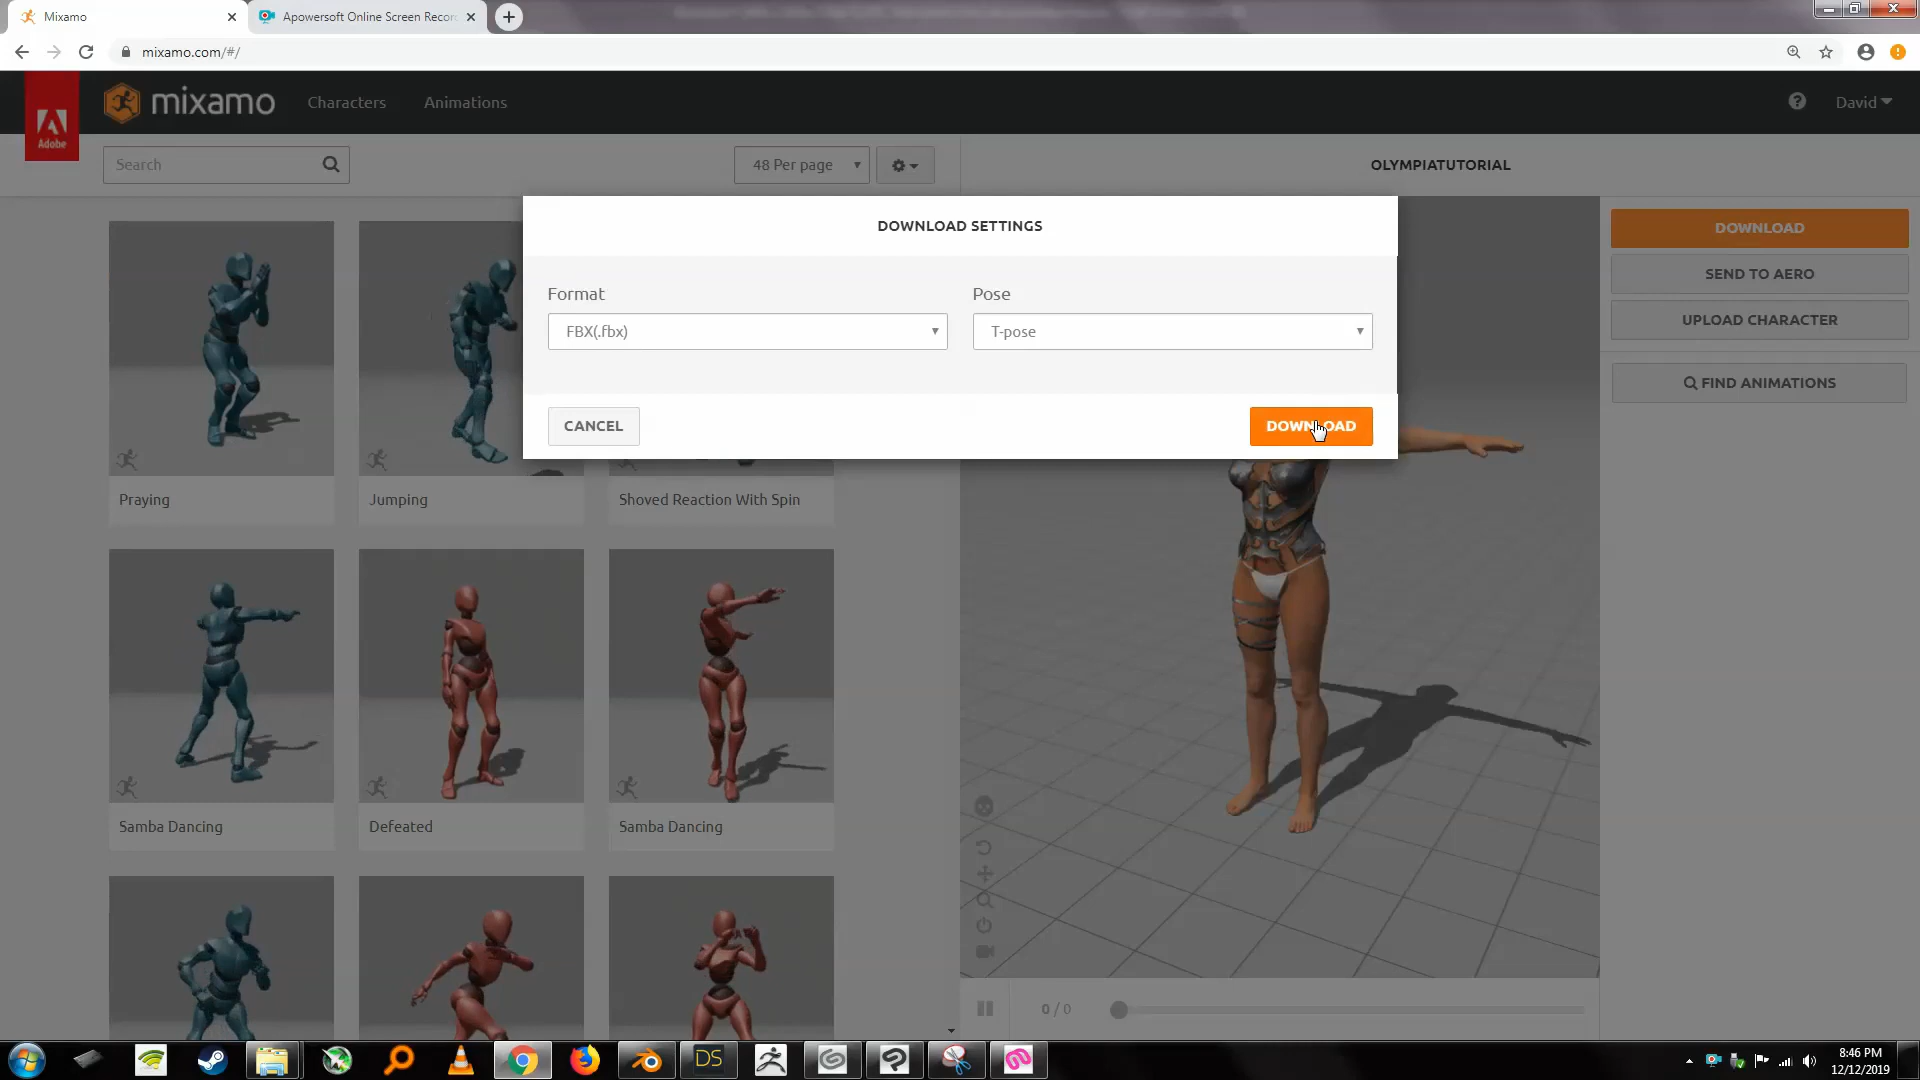 Mixamo
Apowersoft Online Screen Recor
mixamo.com/#/
Adobe
mixamo
Characters
Animations
David
Search
48 Per page
OLYMPIATUTORIAL
DOWNLOAD SETTINGS
Format
Pose
FBX(.fbx)
T-pose
CANCEL
DOWNLOAD
DOWNLOAD
SEND TO AERO
UPLOAD CHARACTER
FIND ANIMATIONS
Praying
Jumping
Shoved Reaction With Spin
Samba Dancing
Defeated
Samba Dancing
0 / 0
DS
8:46 PM
12/12/2019